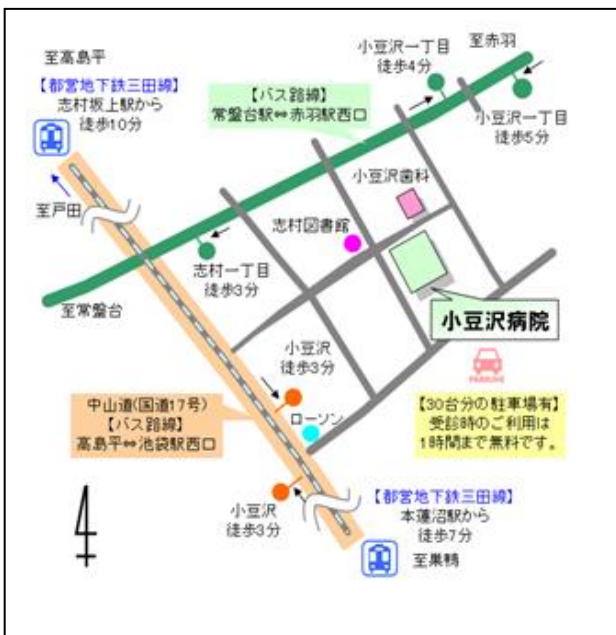 至高島平
【都営地下鉄三田線】
志村坂上駅から
徒歩10分
至戸田
【バス路線】
常盤台駅⇔赤羽駅西口
小豆沢一丁目
徒歩4分
至赤羽
小豆沢一丁目
徒歩5分
小豆沢歯科
志村図書館
志村一丁目
徒歩3分
至常盤台
小豆沢病院
小豆沢
徒歩3分
ローソン
中山道(国道17号)
【バス路線】
高島平⇔池袋駅西口
PARKING
【30台分の駐車場有】
受診時のご利用は
1時間まで無料です。
小豆沢
徒歩3分
【都営地下鉄三田線】
本蓮沼駅から
徒歩7分
至巣鴨